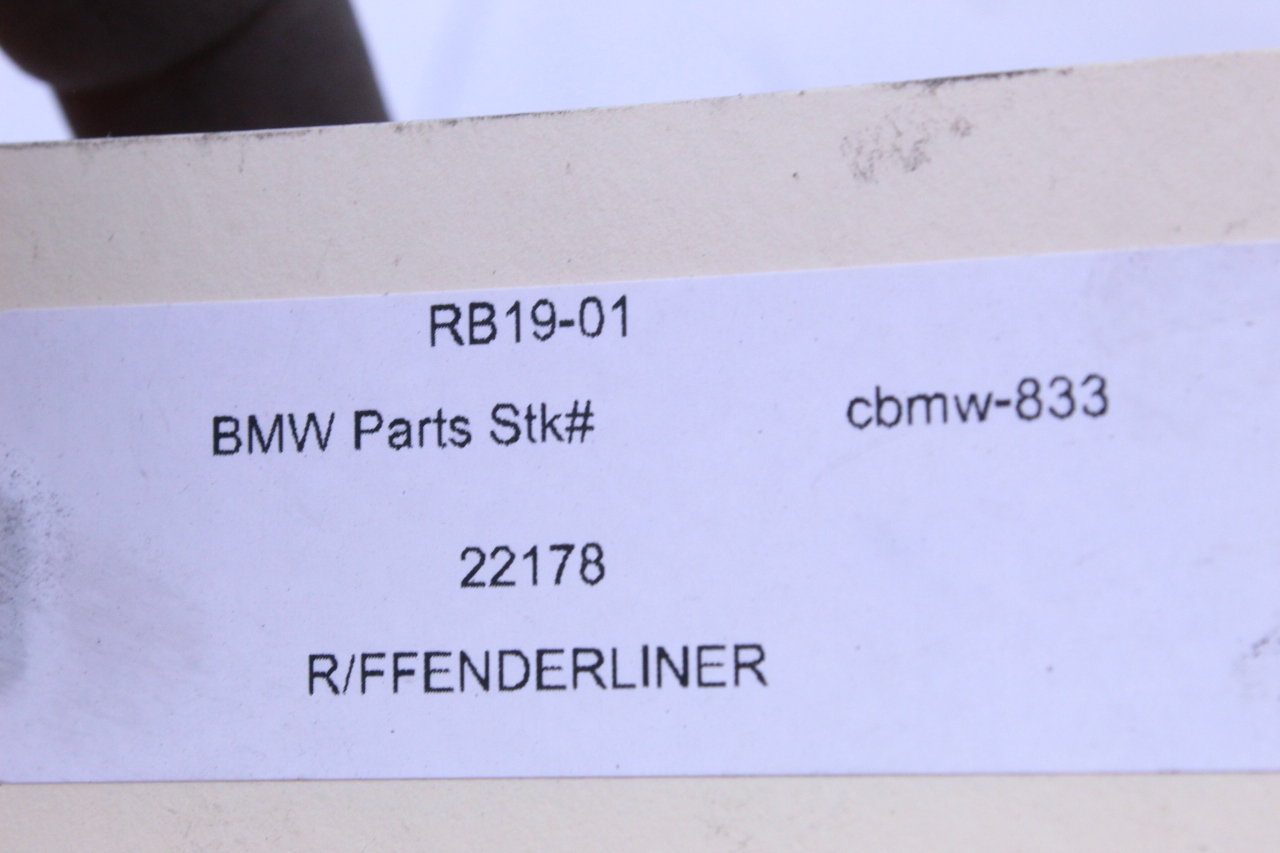 RB19-01
BMW Parts Stk# cbmw-833
22178
R/FFENDERLINER